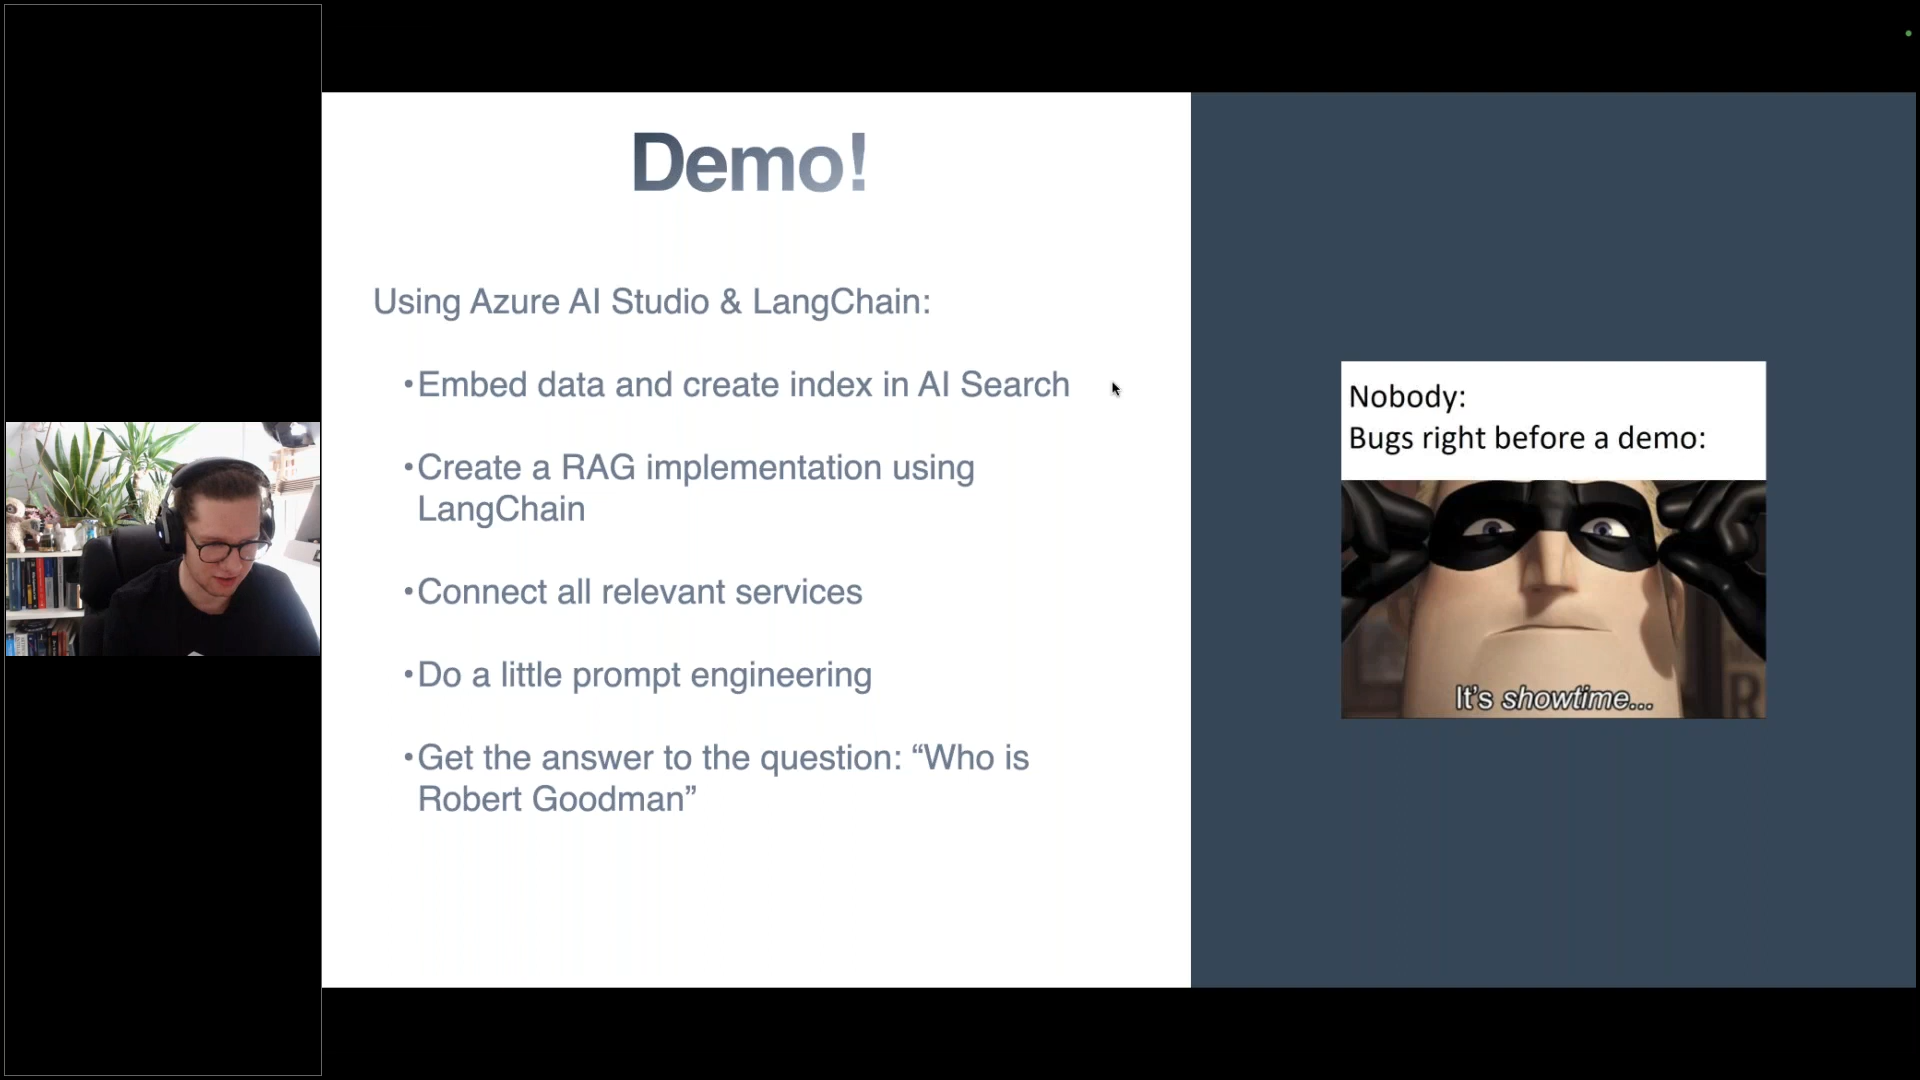 Demo!
Using Azure AI Studio & LangChain:
•Embed data and create index in AI Search
•Create a RAG implementation using
LangChain
•Connect all relevant services
•Do a little prompt engineering
•Get the answer to the question: “Who is
Robert Goodman”
Nobody:
Bugs right before a demo:
It's showtime...